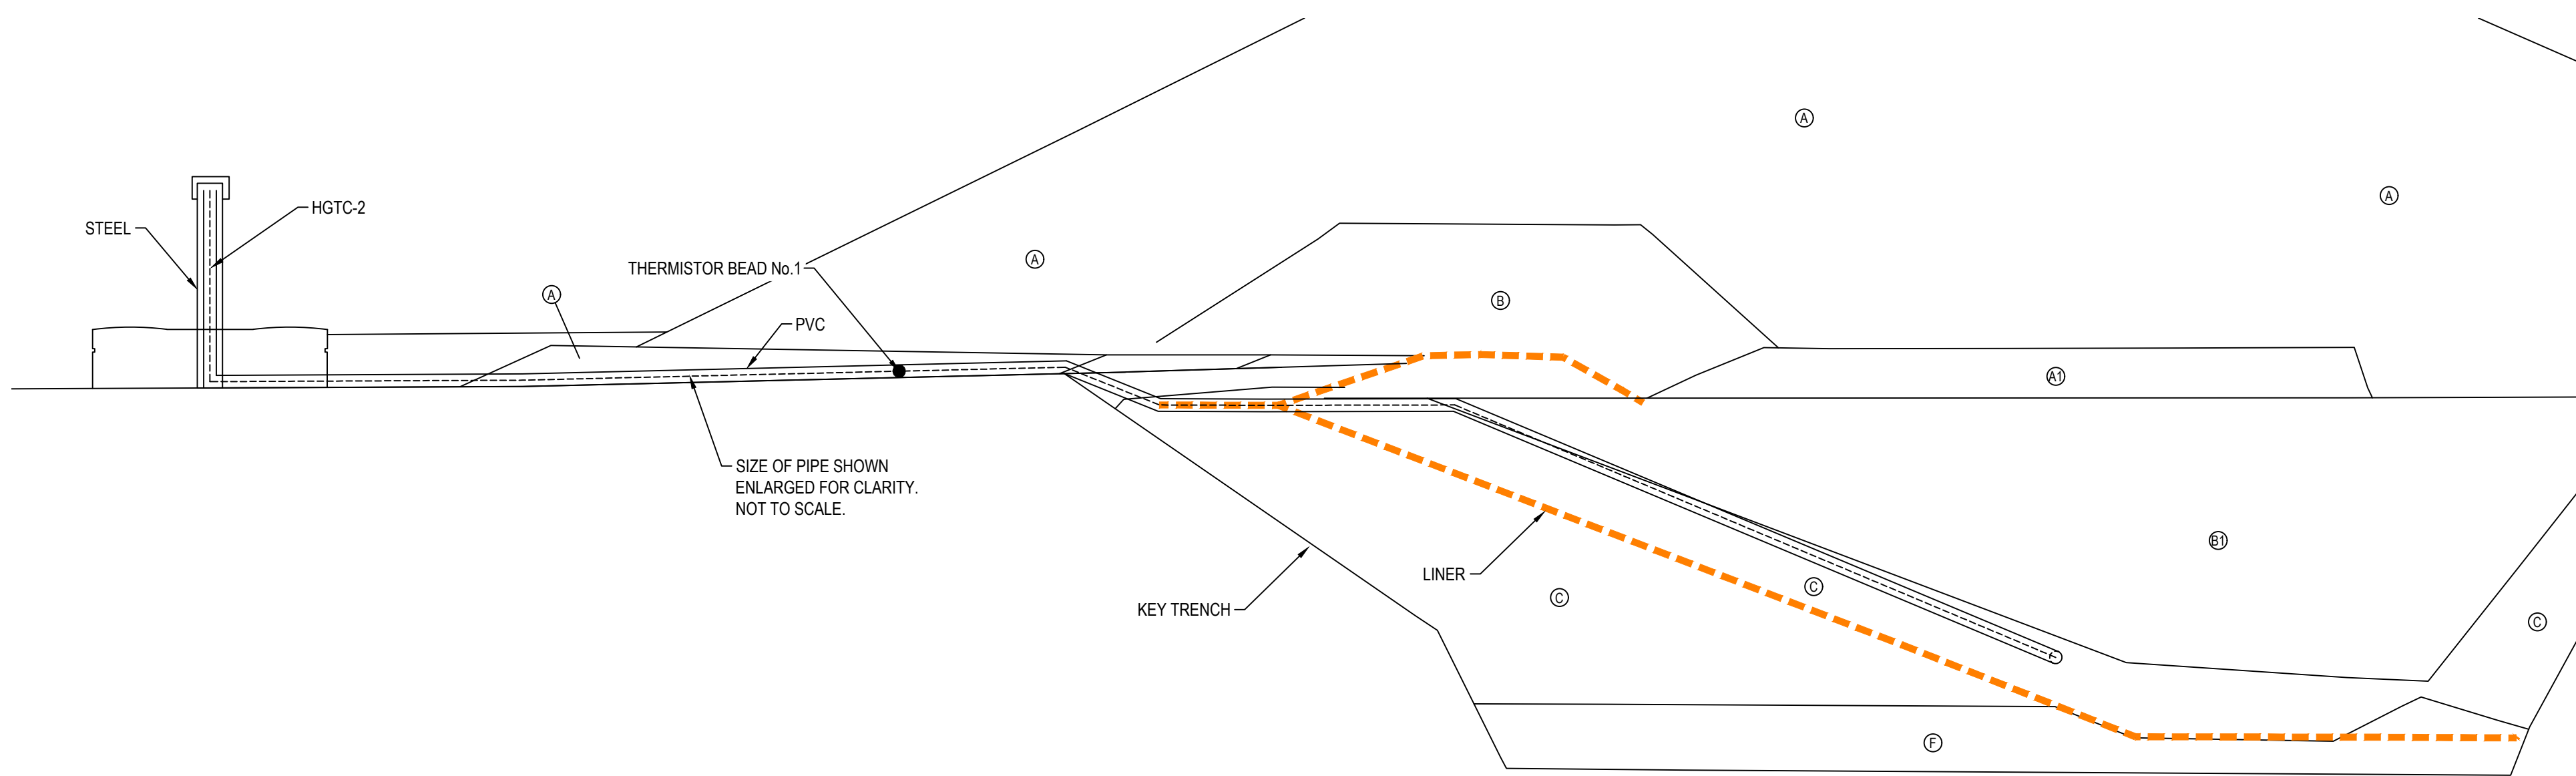 A
A
HGTC-2
STEEL
A
THERMISTOR BEAD No.1
A
B
PVC
A1
SIZE OF PIPE SHOWN
ENLARGED FOR CLARITY.
NOT TO SCALE.
B1
LINER
C
C
KEY TRENCH
C
F